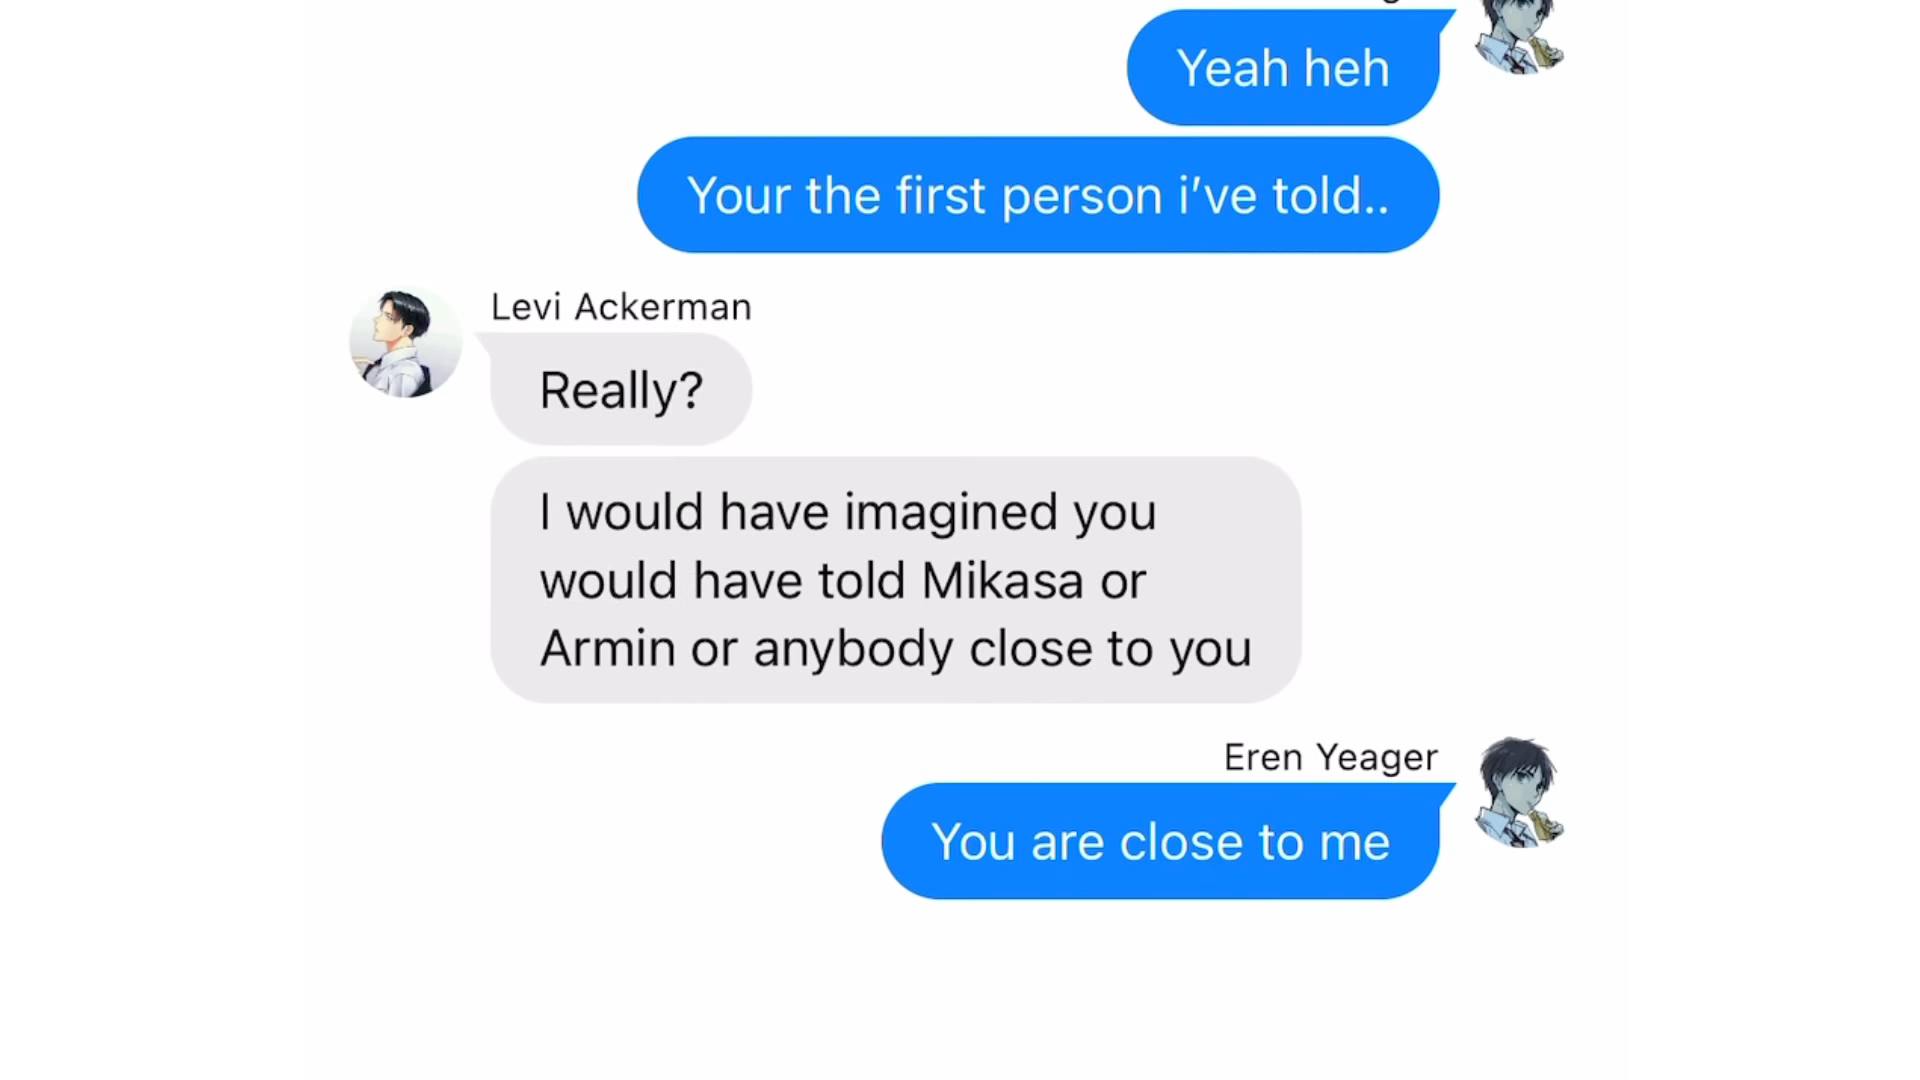 Yeah heh
Your the first person i've told..
Levi Ackerman
Really?
I would have imagined you
would have told Mikasa or
Armin or anybody close to you
Eren Yeager
You are close to me